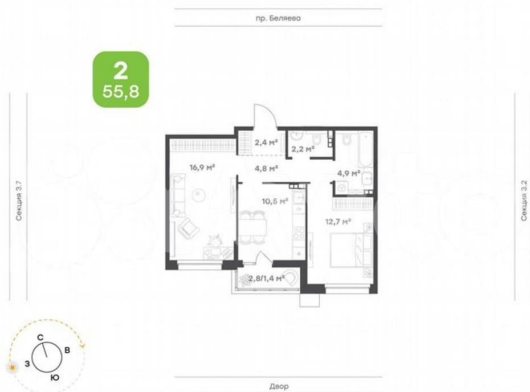 пр. Беляево
2
55,8
2,4 м²
2,2 м²
16,9 м²
4,8 м²
4,9 м²
10,5 м²
12,7 м²
2,8/1,4 м²
Секция 3.7
Секция 3.2
С
З
В
Ю
Двор